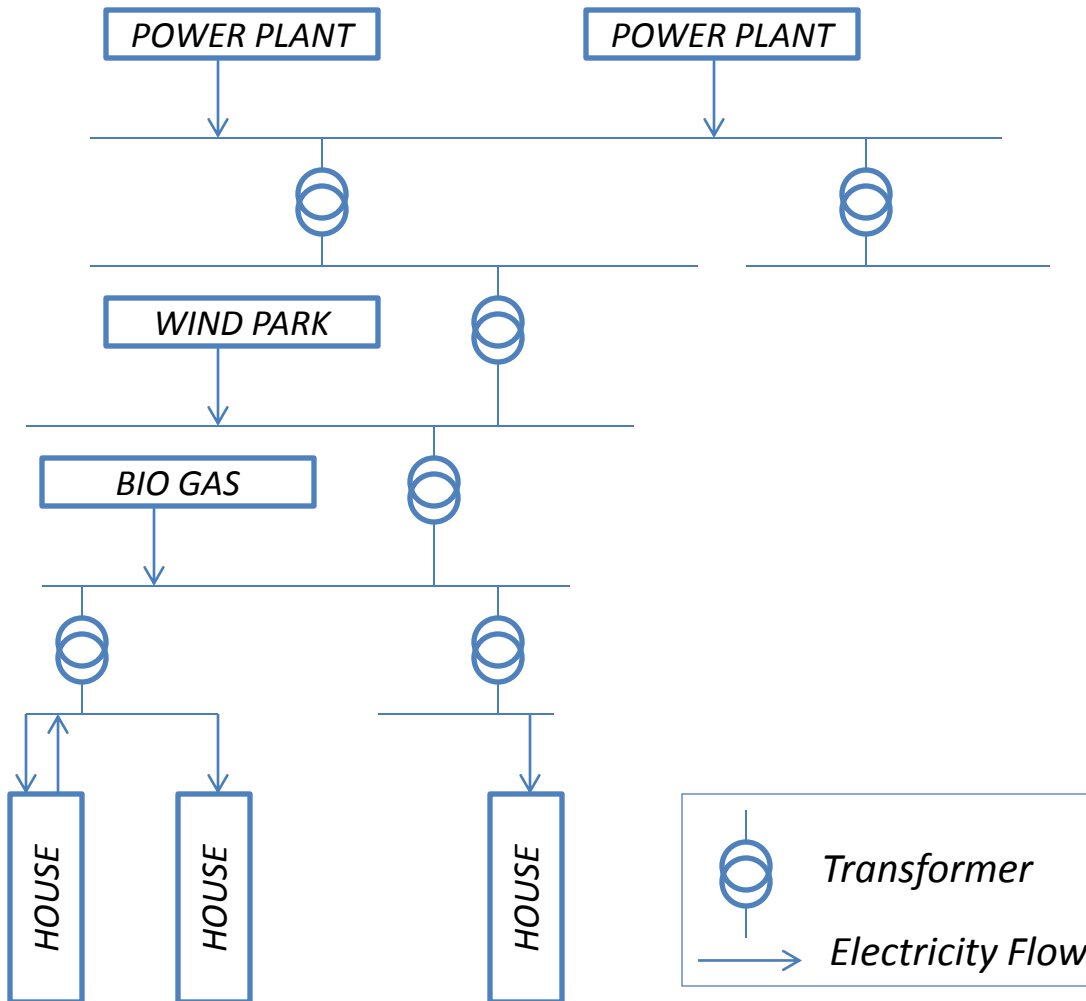 POWER PLANT
POWER PLANT
WIND PARK
BIO GAS
HOUSE
HOUSE
HOUSE
Transformer
Electricity Flow